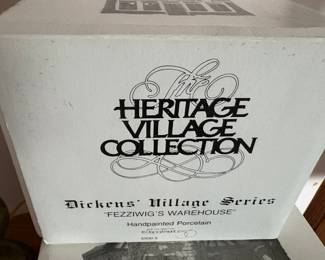 The
HERITAGE
VILLAGE
COLLECTION
Dickens' Village Series
"FEZZIWIG'S WAREHOUSE"
Handpainted Porcelain